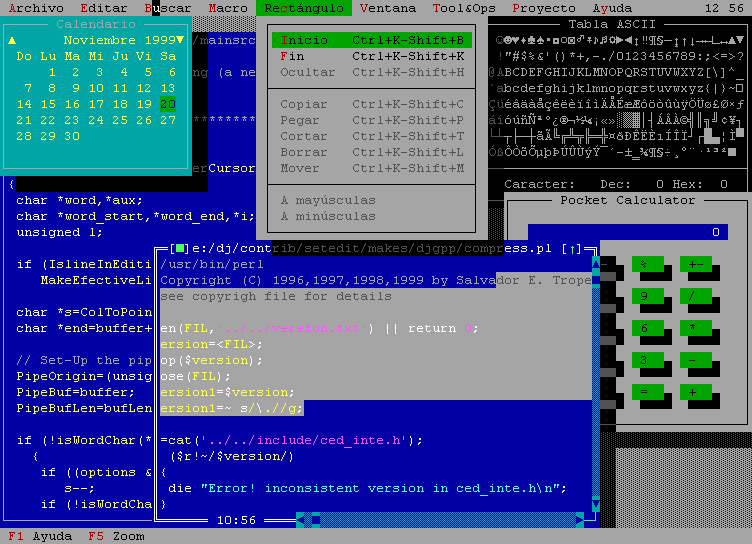 Archivo Editar Buscar Macro Rectángulo Ventana Tool&Ops Proyecto Ayuda 12 56
Calendario
▲ Noviembre 1999▼
Do Lu Ma Mi Ju Vi Sa
1 2 3 4 5 6
7 8 9 10 11 12 13
14 15 16 17 18 19 20
21 22 23 24 25 26 27
28 29 30
/mainsrc
ng (a ne
**********
erCursor
Inicio Ctrl+K-Shift+B
Fin Ctrl+K-Shift+K
Ocultar Ctrl+K-Shift+H
Copiar Ctrl+K-Shift+C
Pegar Ctrl+K-Shift+P
Cortar Ctrl+K-Shift+T
Borrar Ctrl+K-Shift+L
Mover Ctrl+K-Shift+M
A mayúsculas
A minúsculas
Tabla ASCII
!"#$%&'()*+,-./0123456789:;<=>?
@ABCDEFGHIJKLMNOPQRSTUVWXYZ[\]^_
`abcdefghijklmnopqrstuvwxyz{|}~
Caracter: Dec: 0 Hex: 0
Pocket Calculator
0
% +-
9 /
6 *
3 -
= +
{
char *word,*aux;
char *word_start,*word_end,*i;
unsigned l;
if (IslineInEditi
MakeEfectiveLi
char *s=ColToPoin
char *end=buffer+
// Set-Up the pip
PipeOrigin=(unsig
PipeBuf=buffer;
PipeBufLen=bufLen
if (!isWordChar(*
{
if ((options &
s--;
if (!isWordCha
[■]e:/dj/contrib/setedit/makes/djgpp/compress.pl [↑]
/usr/bin/perl
Copyright (C) 1996,1997,1998,1999 by Salvador E. Trope
see copyrigh file for details
en(FIL,'../../version.txt') || return 0;
ersion=<FIL>;
op($version);
ose(FIL);
ersion1=$version;
ersion1=~ s/\.//g;
=cat('../../include/ced_inte.h');
($r!~/$version/)
{
die "Error! inconsistent version in ced_inte.h\n";
}
10:56
F1 Ayuda F5 Zoom